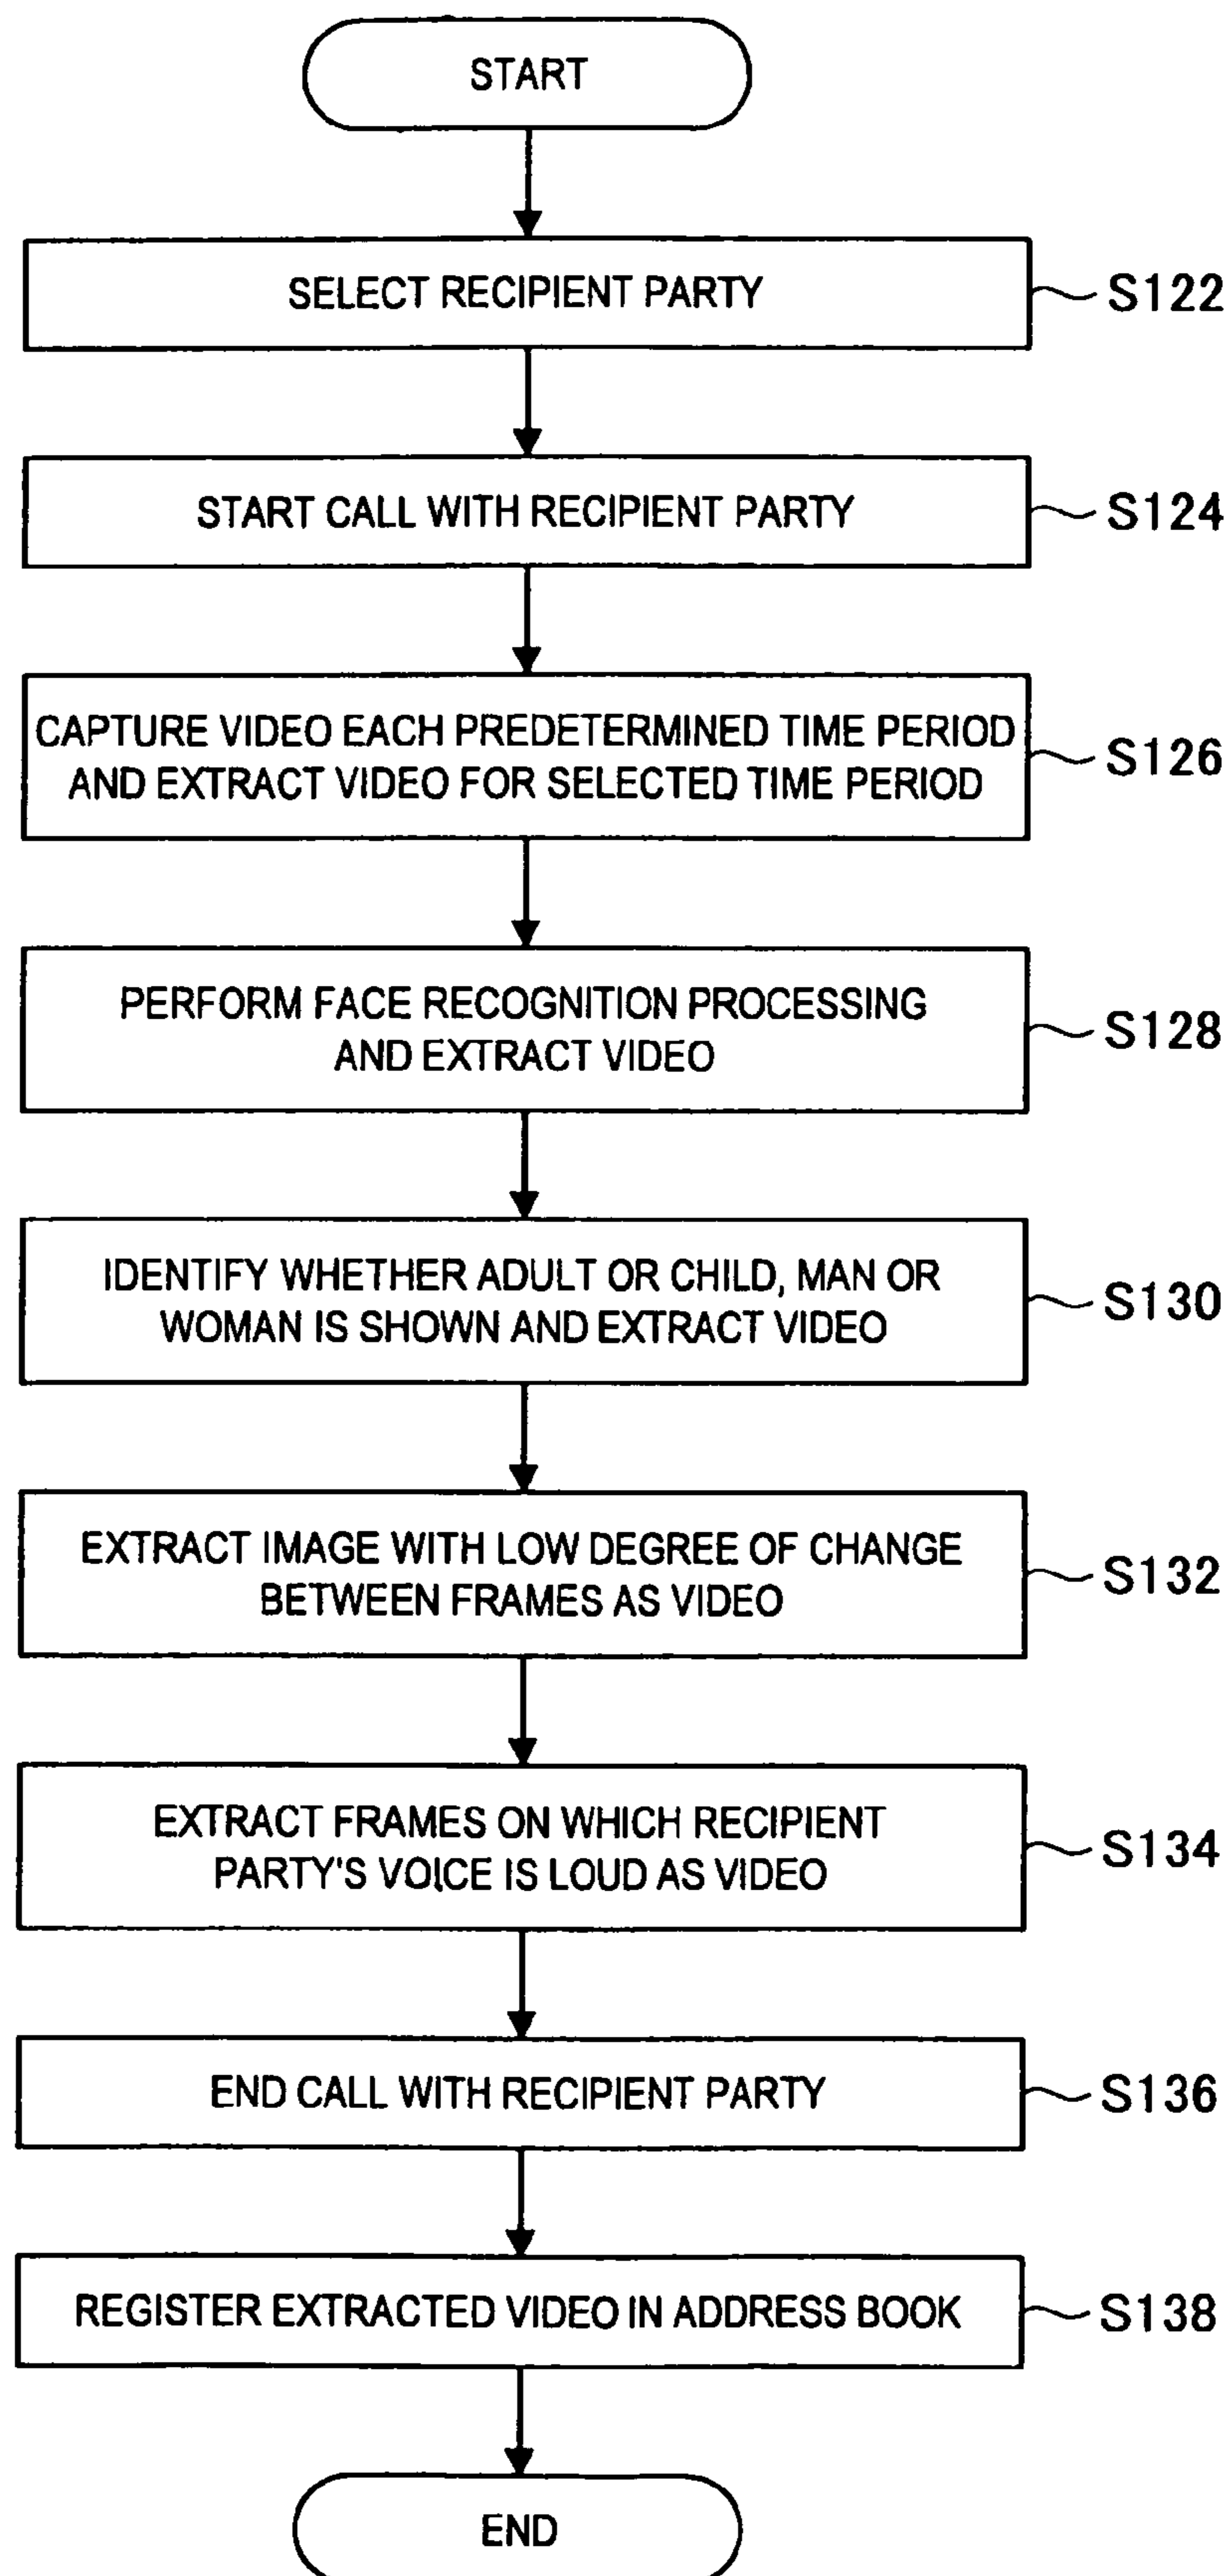 START
SELECT RECIPIENT PARTY
S122
START CALL WITH RECIPIENT PARTY
S124
CAPTURE VIDEO EACH PREDETERMINED TIME PERIOD
AND EXTRACT VIDEO FOR SELECTED TIME PERIOD
S126
PERFORM FACE RECOGNITION PROCESSING
AND EXTRACT VIDEO
S128
IDENTIFY WHETHER ADULT OR CHILD, MAN OR
WOMAN IS SHOWN AND EXTRACT VIDEO
S130
EXTRACT IMAGE WITH LOW DEGREE OF CHANGE
BETWEEN FRAMES AS VIDEO
S132
EXTRACT FRAMES ON WHICH RECIPIENT
PARTY'S VOICE IS LOUD AS VIDEO
S134
END CALL WITH RECIPIENT PARTY
S136
REGISTER EXTRACTED VIDEO IN ADDRESS BOOK
S138
END